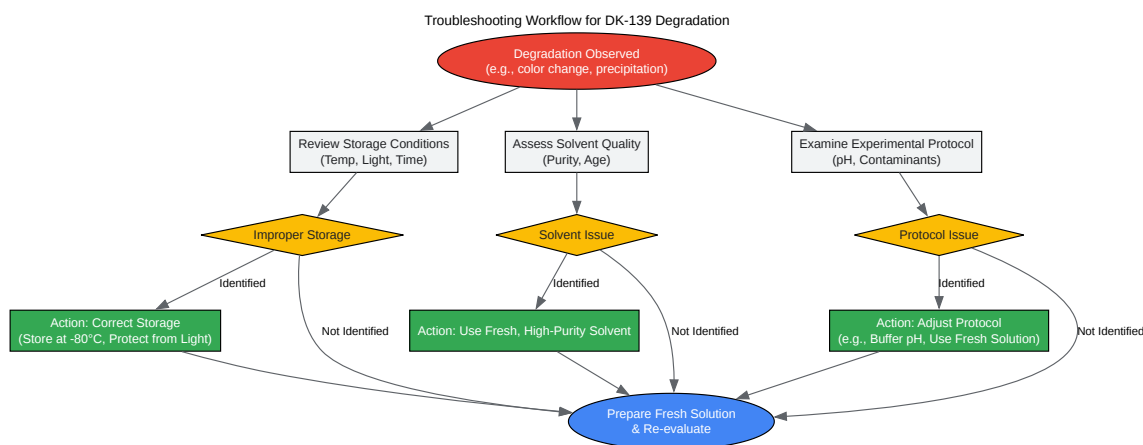 Troubleshooting Workflow for DK-139 Degradation
Degradation Observed
(e.g., color change, precipitation)
Review Storage Conditions
(Temp, Light, Time)
Assess Solvent Quality
(Purity, Age)
Examine Experimental Protocol
(pH, Contaminants)
Improper Storage
Solvent Issue
Protocol Issue
Identified
Identified
Identified
Action: Correct Storage
(Store at -80°C, Protect from Light)
Not Identified
Action: Use Fresh, High-Purity Solvent
Not Identified
Action: Adjust Protocol
(e.g., Buffer pH, Use Fresh Solution)
Not Identified
Prepare Fresh Solution
& Re-evaluate